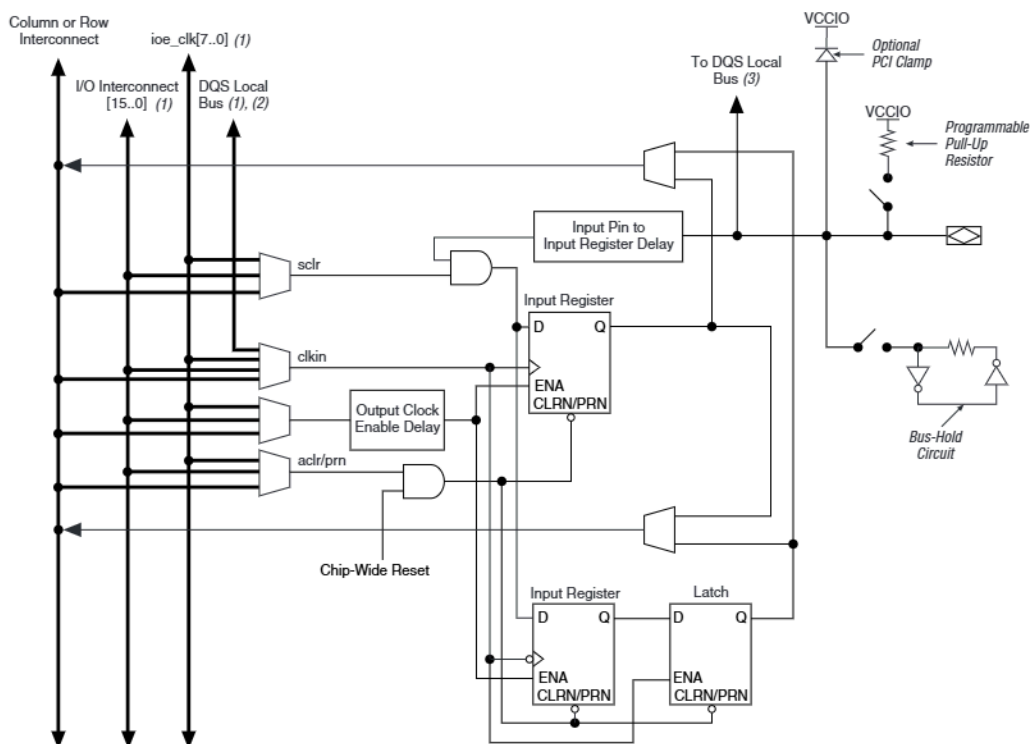 Column or Row
Interconnect
ioe_clk[7..0] (1)
I/O Interconnect
[15..0] (1)
DQS Local
Bus (1), (2)
To DQS Local
Bus (3)
VCCIO
Optional
PCI Clamp
VCCIO
Programmable
Pull-Up
Resistor
Input Pin to
Input Register Delay
sclr
Input Register
D Q
clkin
ENA
CLRN/PRN
Output Clock
Enable Delay
Bus-Hold
Circuit
aclr/prn
Chip-Wide Reset
Input Register
Latch
D Q
D Q
ENA
CLRN/PRN
ENA
CLRN/PRN